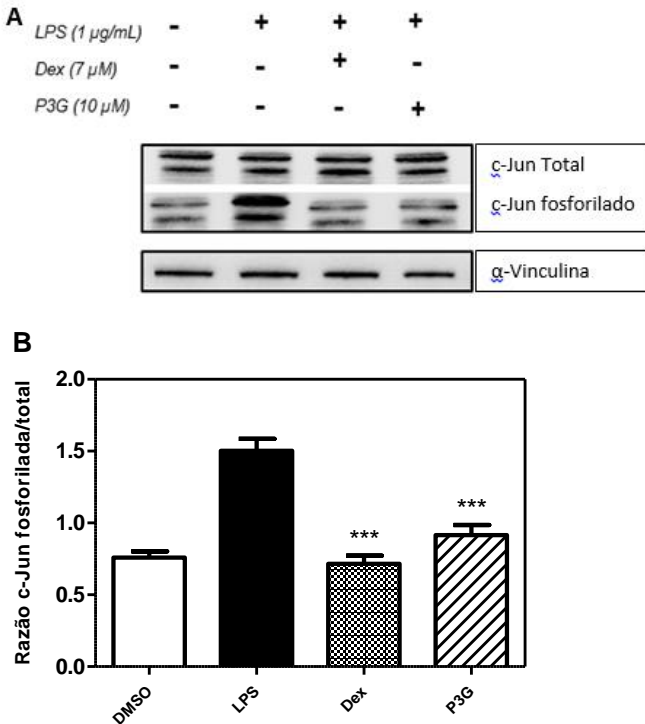 A
LPS (1 µg/mL) - + + +
Dex (7 µM) - - + -
P3G (10 µM) - - - +
c-Jun Total
c-Jun fosforilado
α-Vinculina
B
Razão c-Jun fosforilada/total
2.0
1.5
1.0
0.5
0.0
***
***
DMSO LPS Dex P3G